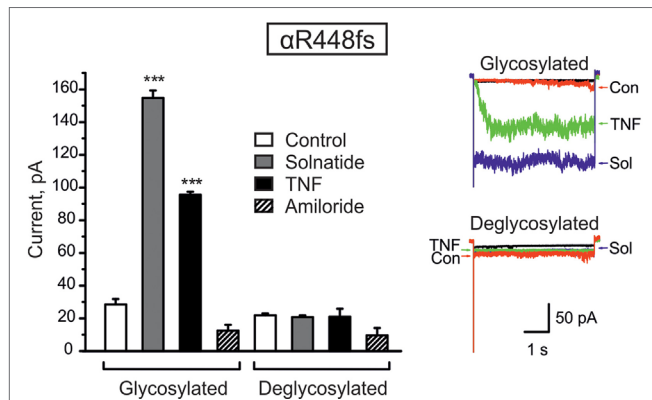 αR448fs
160
140
120
100
80
60
40
20
0
Current, pA
***
***
Control
Solnatide
TNF
Amiloride
Glycosylated
Deglycosylated
Glycosylated
Con
TNF
Sol
Deglycosylated
TNF
Con
Sol
50 pA
1 s